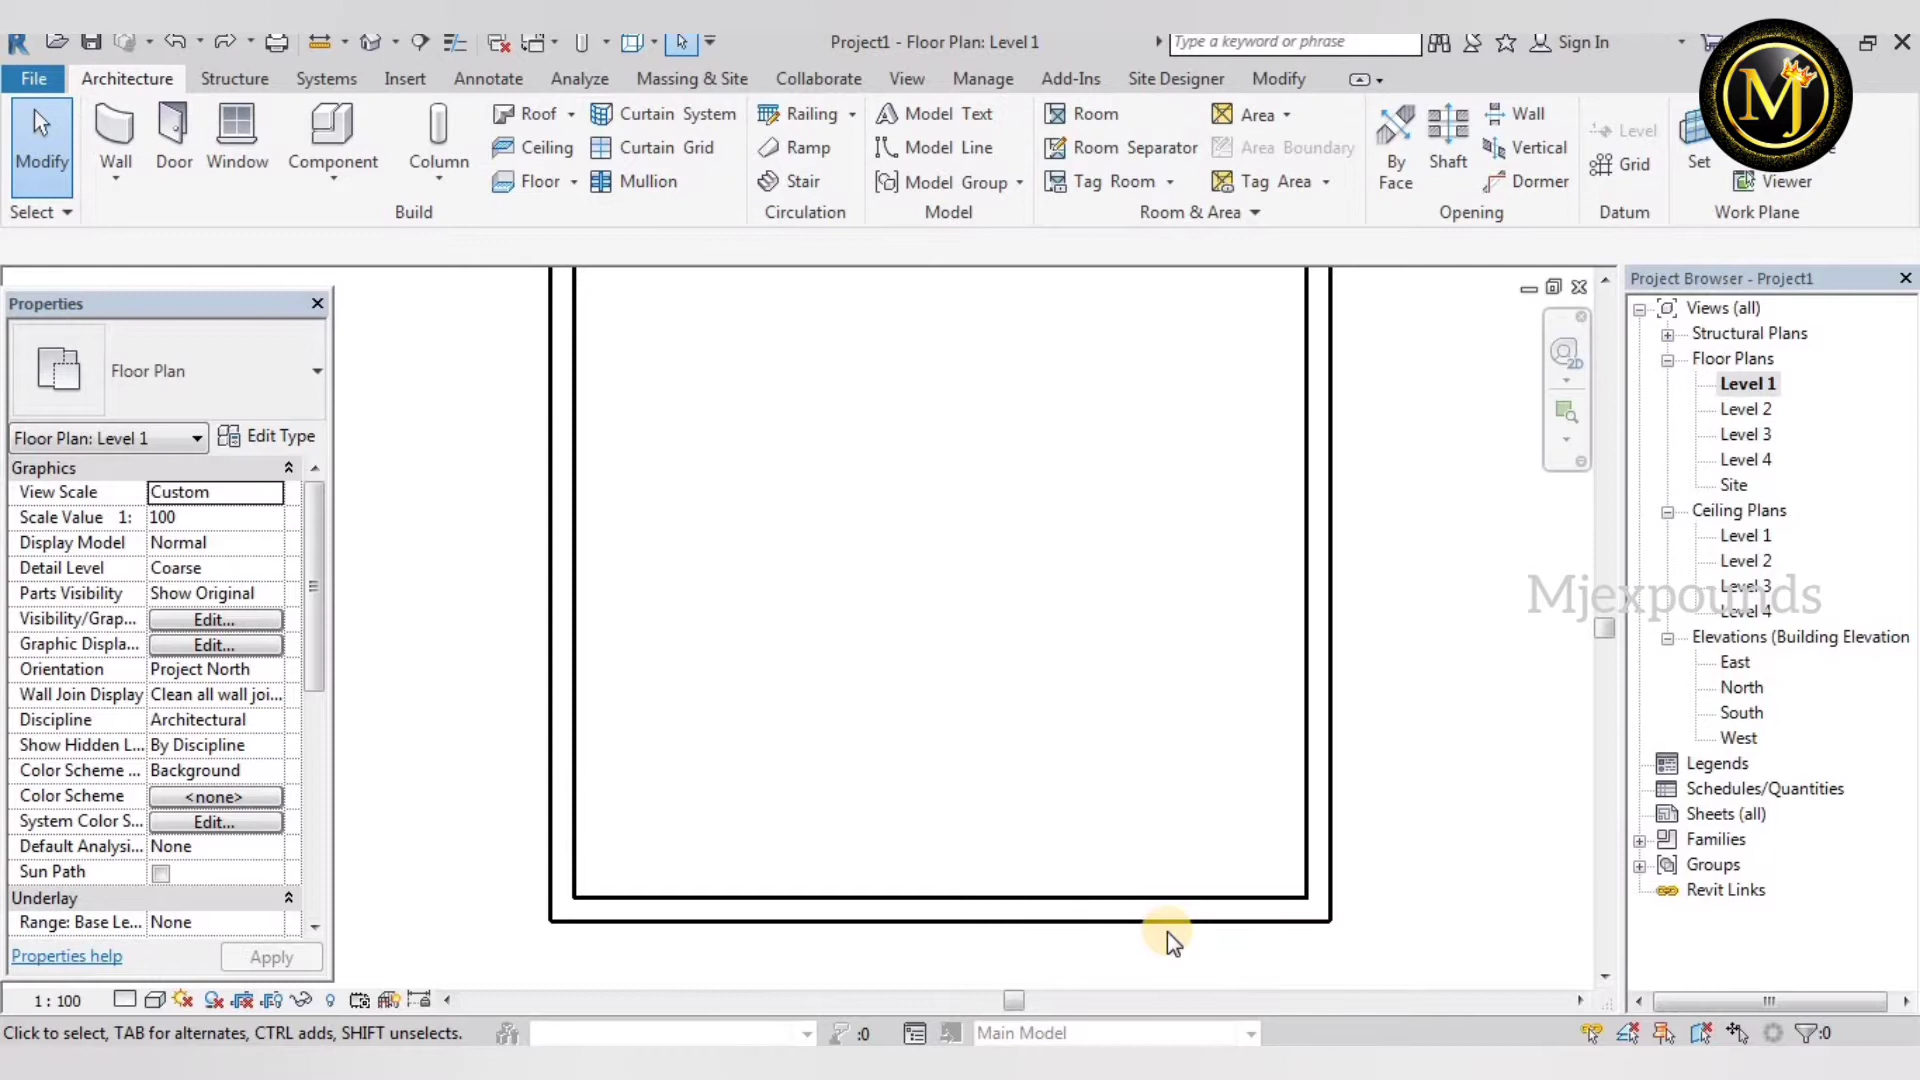 Project1 - Floor Plan: Level 1
Type a keyword or phrase
Sign In
MJ
File Architecture Structure Systems Insert Annotate Analyze Massing & Site Collaborate View Manage Add-Ins Site Designer Modify
Modify
Wall
Door
Window
Component
Column
Roof
Ceiling
Floor
Curtain System
Curtain Grid
Mullion
Railing
Ramp
Stair
Model Text
Model Line
Model Group
Room
Room Separator
Tag Room
Area
Area Boundary
Tag Area
By
Face
Shaft
Wall
Vertical
Dormer
Level
Grid
Set
Viewer
Select Build Circulation Model Room & Area Opening Datum Work Plane
Properties
Floor Plan
Floor Plan: Level 1 Edit Type
Graphics
View Scale Custom
Scale Value 1: 100
Display Model Normal
Detail Level Coarse
Parts Visibility Show Original
Visibility/Grap... Edit...
Graphic Displa... Edit...
Orientation Project North
Wall Join Display Clean all wall joi...
Discipline Architectural
Show Hidden L... By Discipline
Color Scheme ... Background
Color Scheme <none>
System Color S... Edit...
Default Analysi... None
Sun Path
Underlay
Range: Base Le... None
Properties help Apply
2D
Project Browser - Project1
Views (all)
Structural Plans
Floor Plans
Level 1
Level 2
Level 3
Level 4
Site
Ceiling Plans
Level 1
Level 2
Level 3
Level 4
Mjexpounds
Elevations (Building Elevation
East
North
South
West
Legends
Schedules/Quantities
Sheets (all)
Families
Groups
Revit Links
1 : 100
Click to select, TAB for alternates, CTRL adds, SHIFT unselects.
:0
Main Model
:0